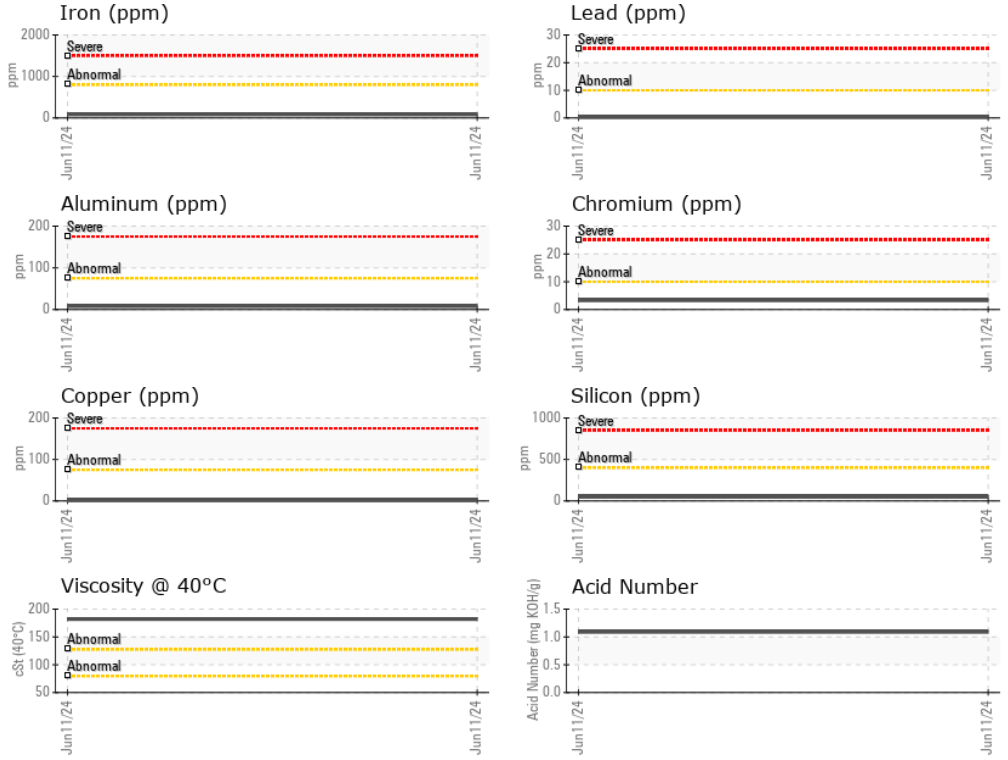 Iron (ppm)
2000
1000
0
ppm
Severe
Abnormal
Jun11/24
Jun11/24
Lead (ppm)
30
20
10
0
ppm
Severe
Abnormal
Jun11/24
Jun11/24
Aluminum (ppm)
200
100
0
ppm
Severe
Abnormal
Jun11/24
Jun11/24
Chromium (ppm)
30
20
10
0
ppm
Severe
Abnormal
Jun11/24
Jun11/24
Copper (ppm)
200
100
0
ppm
Severe
Abnormal
Jun11/24
Jun11/24
Silicon (ppm)
1000
500
0
ppm
Severe
Abnormal
Jun11/24
Jun11/24
Viscosity @ 40°C
200
150
100
50
cSt (40°C)
Abnormal
Abnormal
Jun11/24
Jun11/24
Acid Number
1.5
1.0
0.5
0.0
Acid Number (mg KOH/g)
Jun11/24
Jun11/24